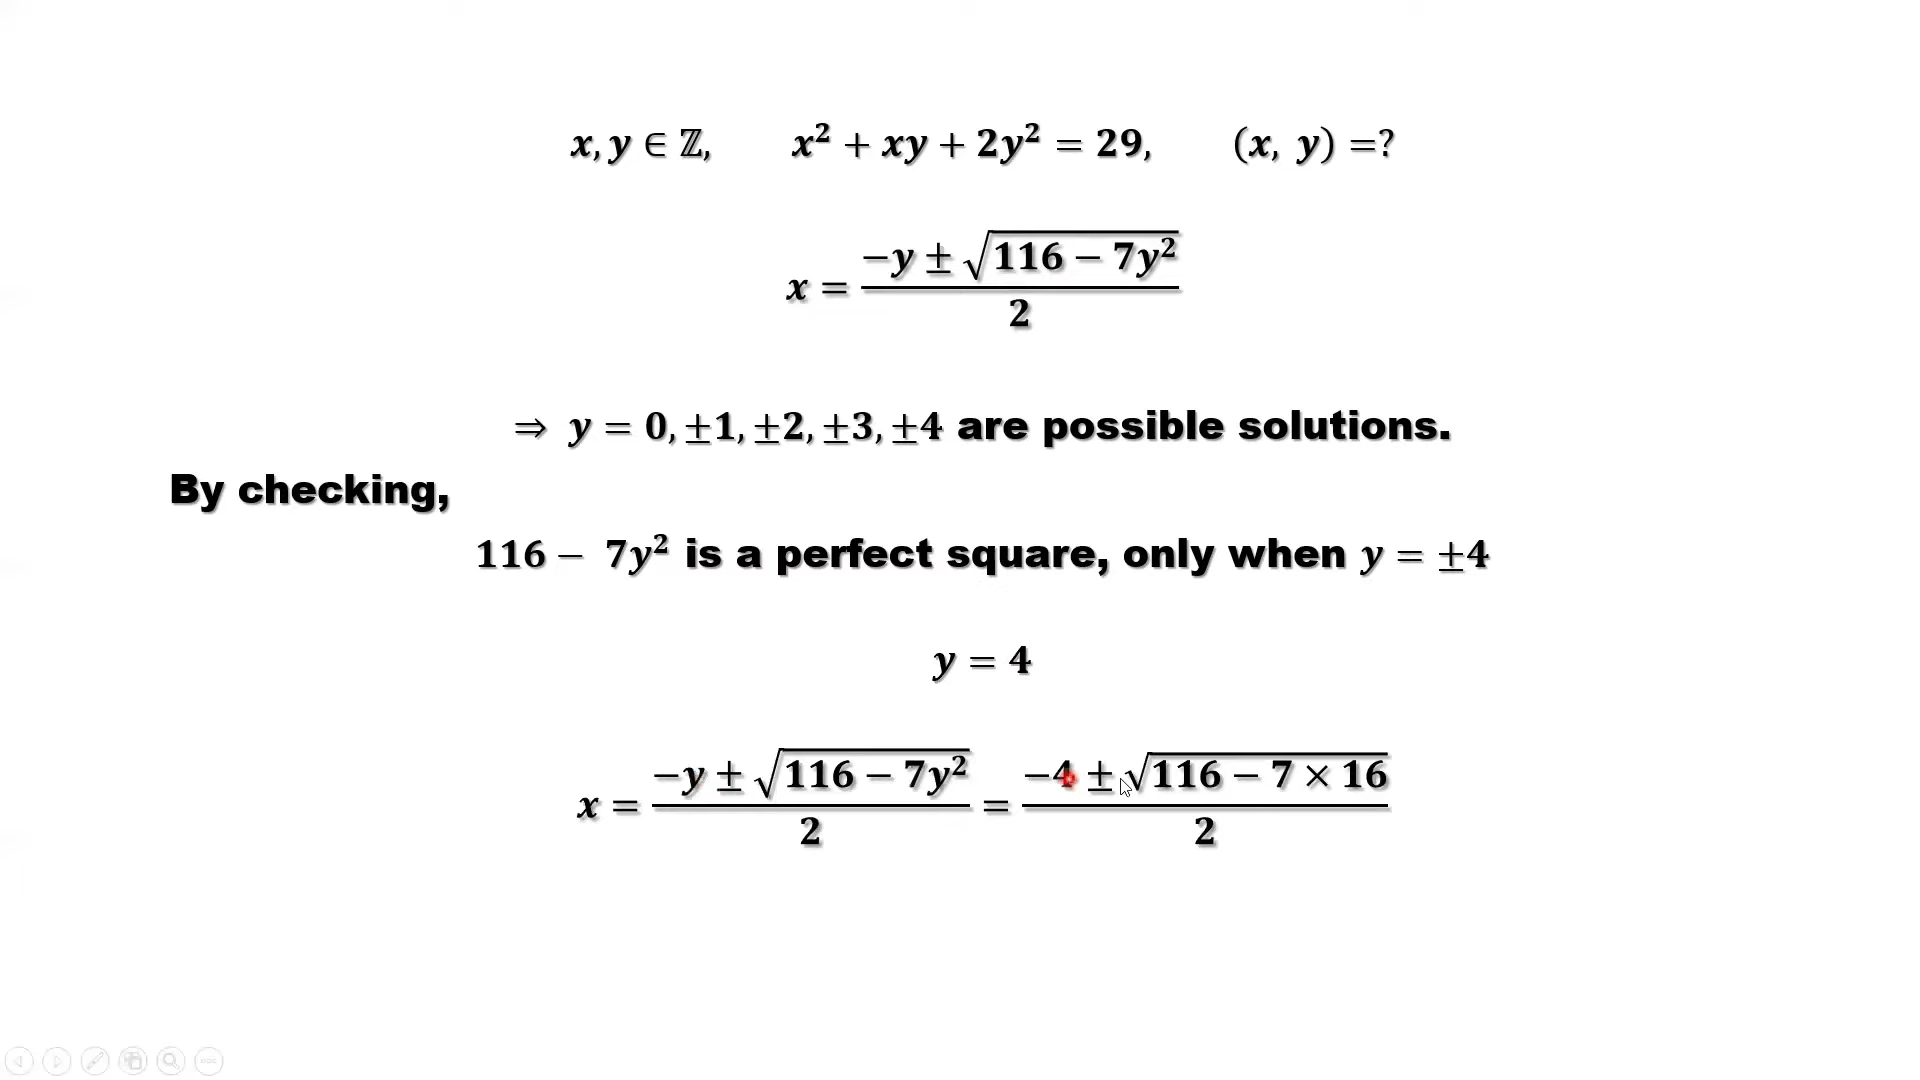 x, y ∈ ℤ, x² + xy + 2y² = 29, (x, y) =?
x = (−y ± √(116 − 7y²)) / 2
⇒ y = 0, ±1, ±2, ±3, ±4 are possible solutions.
By checking,
116 − 7y² is a perfect square, only when y = ±4
y = 4
x = (−y ± √(116 − 7y²)) / 2 = (−4 ± √(116 − 7 × 16)) / 2